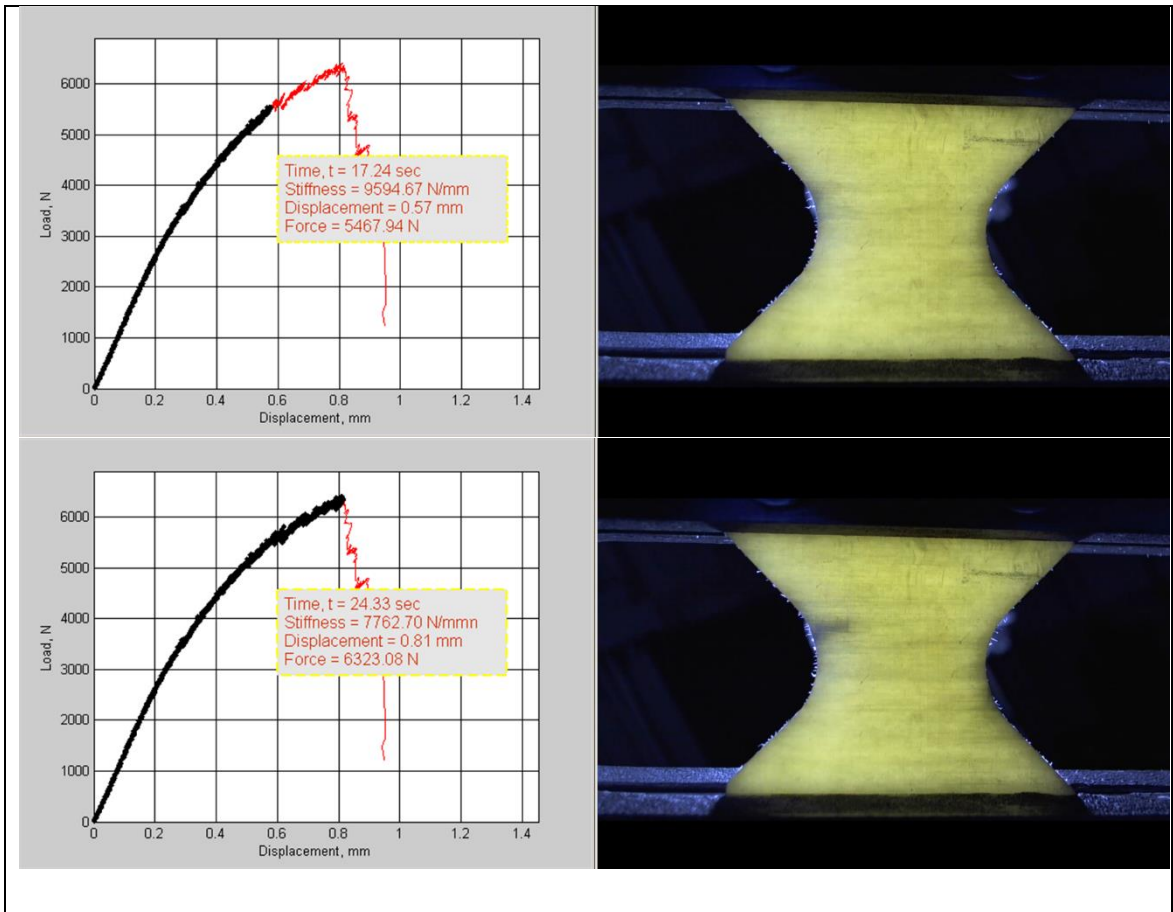 6000
5000
4000
3000
2000
1000
0
Load, N
0 0.2 0.4 0.6 0.8 1 1.2 1.4
Displacement, mm
Time, t = 17.24 sec
Stiffness = 9594.67 N/mm
Displacement = 0.57 mm
Force = 5467.94 N
6000
5000
4000
3000
2000
1000
0
Load, N
0 0.2 0.4 0.6 0.8 1 1.2 1.4
Displacement, mm
Time, t = 24.33 sec
Stiffness = 7762.70 N/mmn
Displacement = 0.81 mm
Force = 6323.08 N